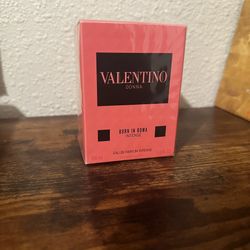 VALENTINO
DONNA
BORN IN ROMA
INTENSE
EAU DE PARFUM INTENSE